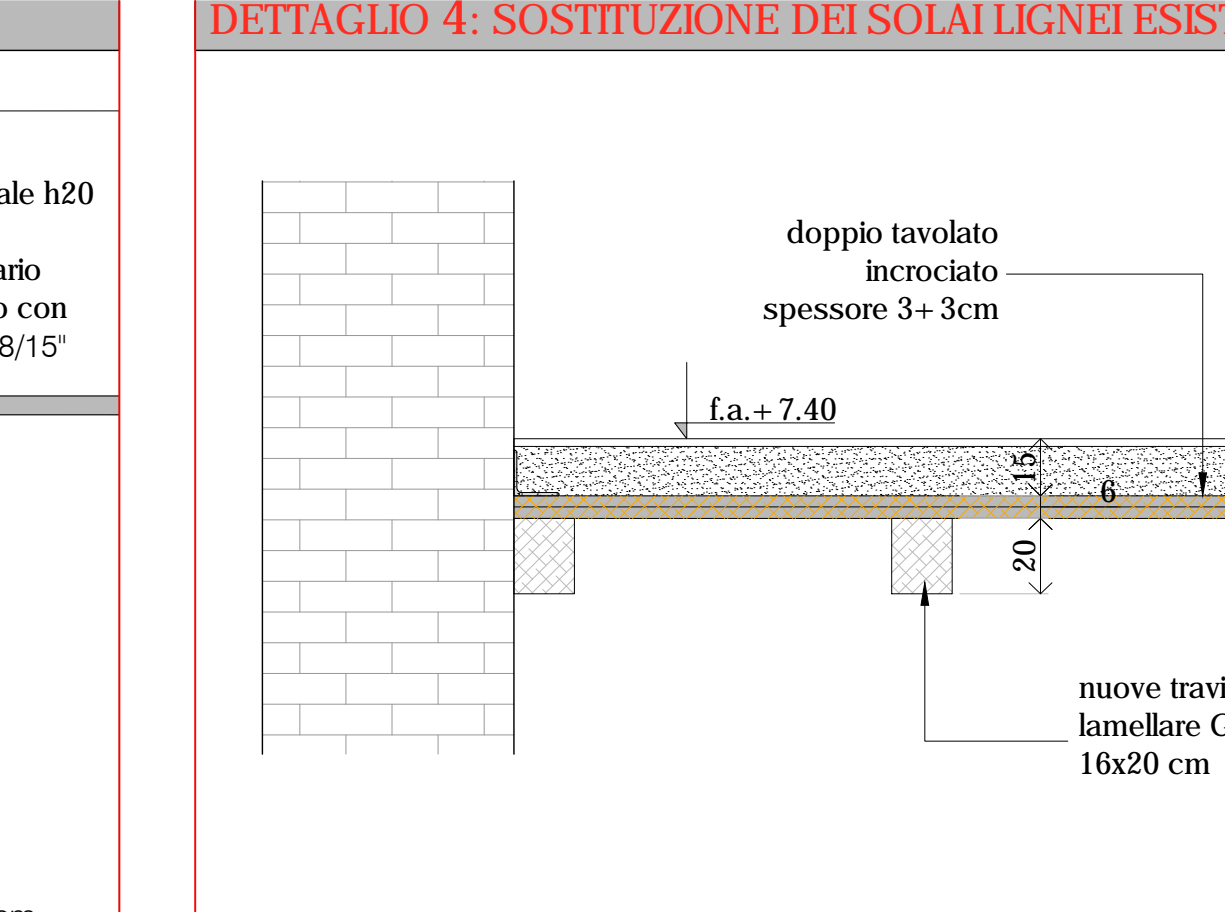 DETTAGLIO 4: SOSTITUZIONE DEI SOLAI LIGNEI
ale h20
ario
o con
8/15"
doppio tavolato
incrociato
spessore 3+3cm
f.a.+7.40
15
6
20
nuove travi
lamellare
16x20 cm